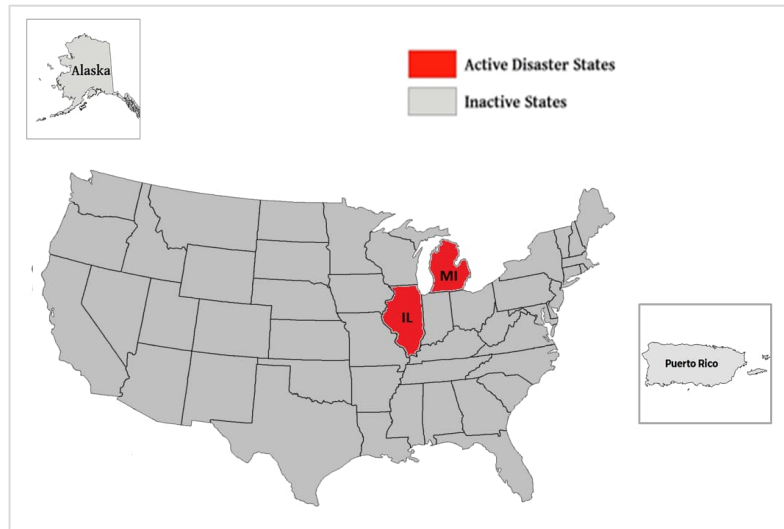 Alaska
Active Disaster States
Inactive States
MI
IL
Puerto Rico